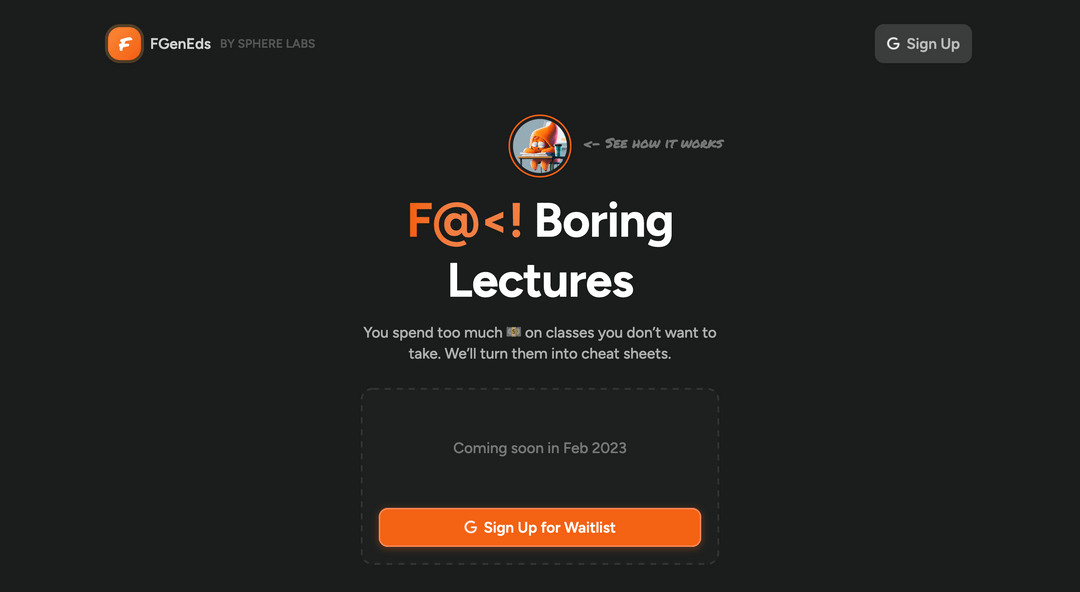 FGenEds BY SPHERE LABS
G Sign Up
<- See how it works
F@<! Boring
Lectures
You spend too much 💵 on classes you don’t want to
take. We’ll turn them into cheat sheets.
Coming soon in Feb 2023
G Sign Up for Waitlist